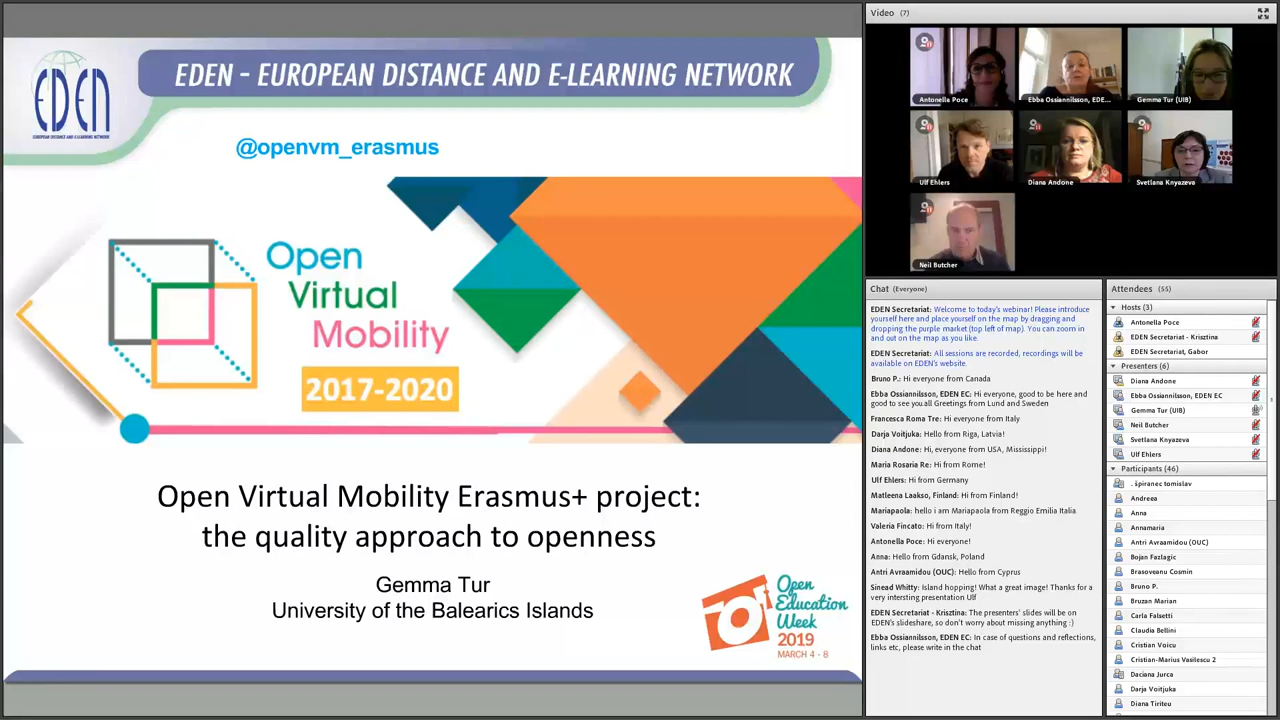 EDEN
EUROPEAN DISTANCE AND E-LEARNING NETWORK
EDEN - EUROPEAN DISTANCE AND E-LEARNING NETWORK
@openvm_erasmus
Open
Virtual
Mobility
2017-2020
Open Virtual Mobility Erasmus+ project:
the quality approach to openness
Gemma Tur
University of the Balearics Islands
Open
Education
Week
2019
MARCH 4 - 8
Video (7)
Antonella Poce
Ebba Ossiannilsson, EDE...
Gemma Tur (UIB)
Ulf Ehlers
Diana Andone
Svetlana Knyazeva
Neil Butcher
Chat (Everyone)
EDEN Secretariat: Welcome to today's webinar! Please introduce
yourself here and place yourself on the map by dragging and
dropping the purple market (top left of map). You can zoom in
and out on the map as you like.
EDEN Secretariat: All sessions are recorded, recordings will be
available on EDEN's website.
Bruno P.: Hi everyone from Canada
Ebba Ossiannilsson, EDEN EC: Hi everyone, good to be here and
good to see you.all Greetings from Lund and Sweden
Francesca Roma Tre: Hi everyone from Italy
Darja Voitjuka: Hello from Riga, Latvia!
Diana Andone: Hi, everyone from USA, Mississippi!
Maria Rosaria Re: Hi from Rome!
Ulf Ehlers: Hi from Germany
Matleena Laakso, Finland: Hi from Finland!
Mariapaola: hello i am Mariapaola from Reggio Emilia Italia
Valeria Fincato: Hi from Italy!
Antonella Poce: Hi everyone!
Anna: Hello from Gdansk, Poland
Antri Avraamidou (OUC): Hello from Cyprus
Sinead Whitty: Island hopping! What a great image! Thanks for a
very intersting presentation Ulf
EDEN Secretariat - Krisztina: The presenters' slides will be on
EDEN's slideshare, so don't worry about missing anything :)
Ebba Ossiannilsson, EDEN EC: In case of questions and reflections,
links etc, please write in the chat
Attendees (55)
Hosts (3)
Antonella Poce
EDEN Secretariat - Krisztina
EDEN Secretariat, Gabor
Presenters (6)
Diana Andone
Ebba Ossiannilsson, EDEN EC
Gemma Tur (UIB)
Neil Butcher
Svetlana Knyazeva
Ulf Ehlers
Participants (46)
. špiranec tomislav
Andreea
Anna
Annamaria
Antri Avraamidou (OUC)
Bojan Fazlagic
Brasoveanu Cosmin
Bruno P.
Bruzan Marian
Carla Falsetti
Claudia Bellini
Cristian Voicu
Cristian-Marius Vasilescu 2
Daciana Jurca
Darja Voitjuka
Diana Tiriteu